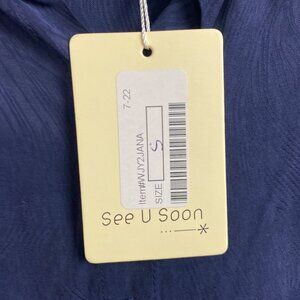 7-22
Item#WJY2JANA
SIZE S
See U Soon